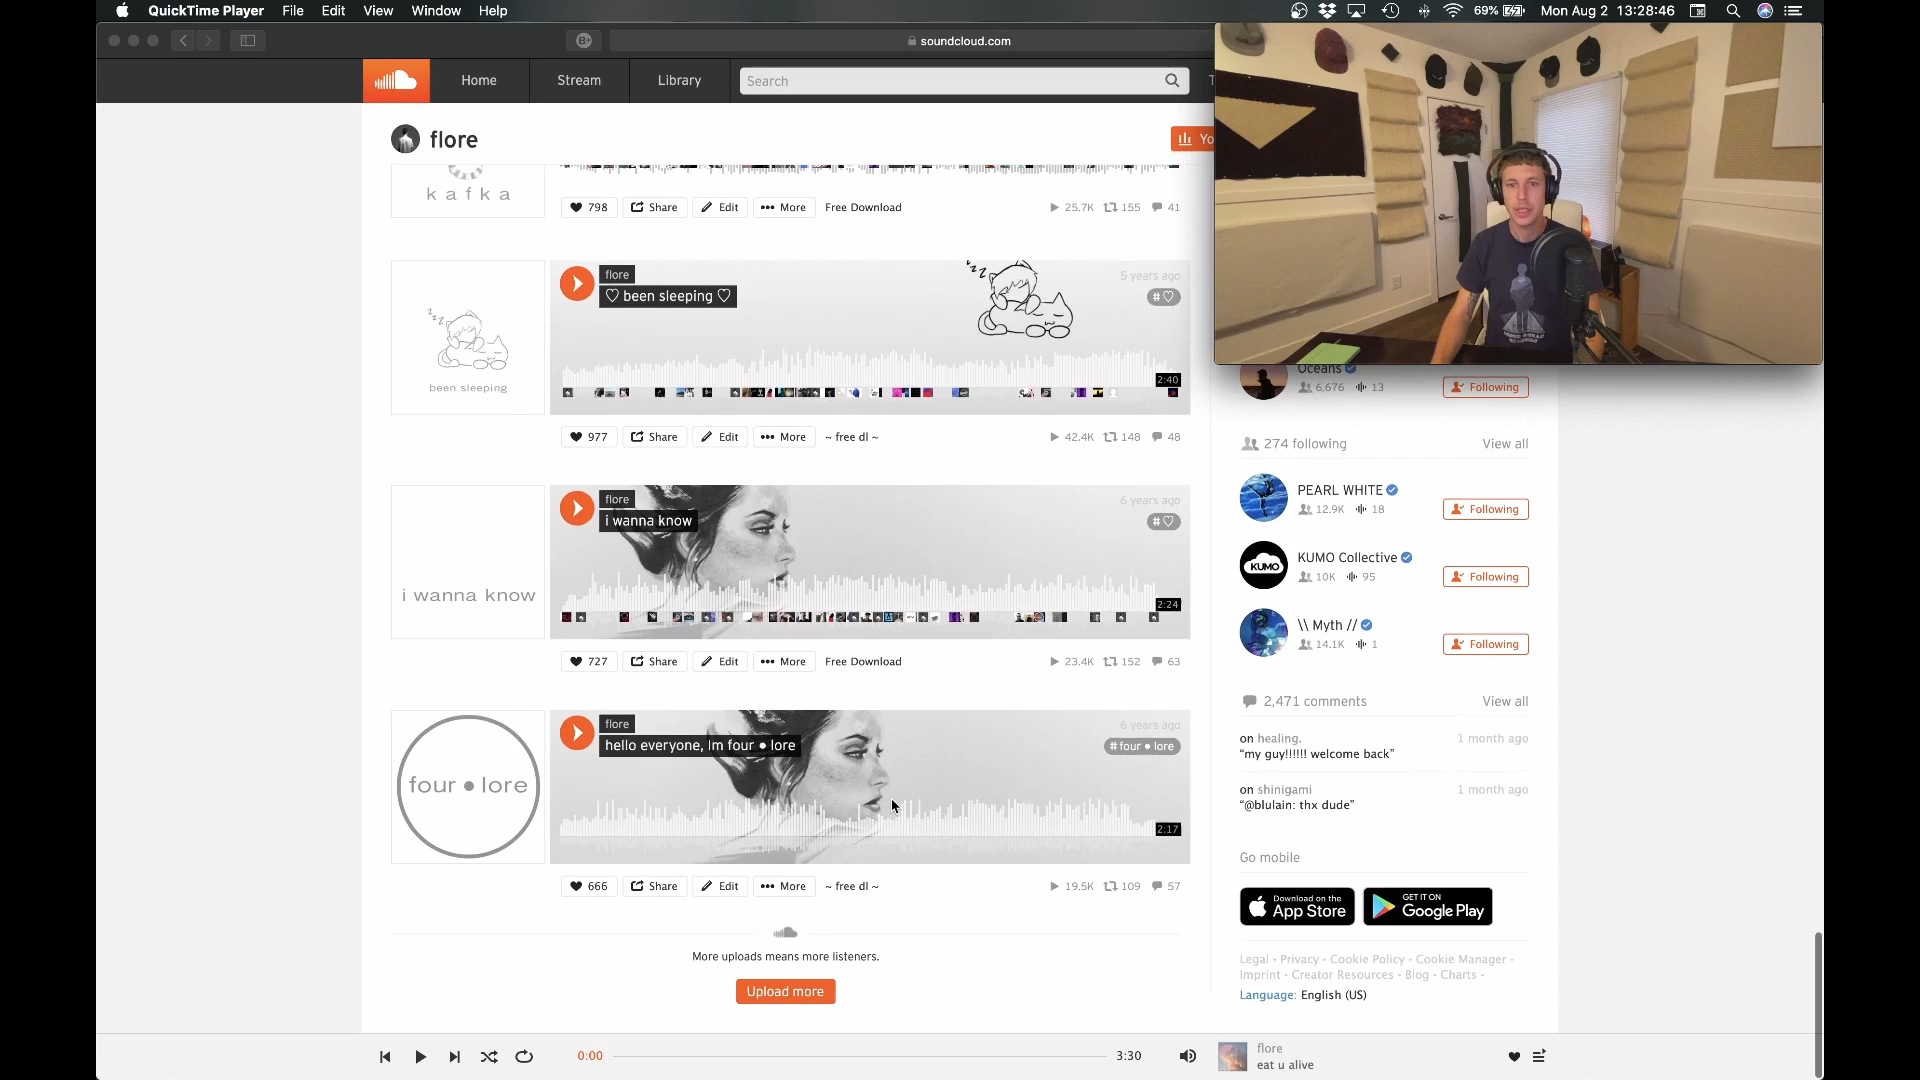 QuickTime Player File Edit View Window Help
69% Mon Aug 2 13:28:46
soundcloud.com
Home Stream Library Search
flore
Yo
kafka
798 Share Edit More Free Download 25.7K 155 41
flore
♡ been sleeping ♡
5 years ago
#♡
zzz
been sleeping
2:40
977 Share Edit More ~ free dl ~ 42.4K 148 48
flore
i wanna know
6 years ago
#♡
i wanna know
2:24
727 Share Edit More Free Download 23.4K 152 63
flore
hello everyone, Im four • lore
6 years ago
# four • lore
four • lore
2:17
666 Share Edit More ~ free dl ~ 19.5K 109 57
More uploads means more listeners.
Upload more
Oceans
6,676 13 Following
274 following View all
PEARL WHITE
12.9K 18 Following
KUMO
KUMO Collective
10K 95 Following
\\ Myth //
14.1K 1 Following
2,471 comments View all
on healing. 1 month ago
“my guy!!!!!! welcome back”
on shinigami 1 month ago
“@blulain: thx dude”
Go mobile
Download on the App Store
GET IT ON Google Play
Legal - Privacy - Cookie Policy - Cookie Manager -
Imprint - Creator Resources - Blog - Charts -
Language: English (US)
0:00 3:30
flore
eat u alive